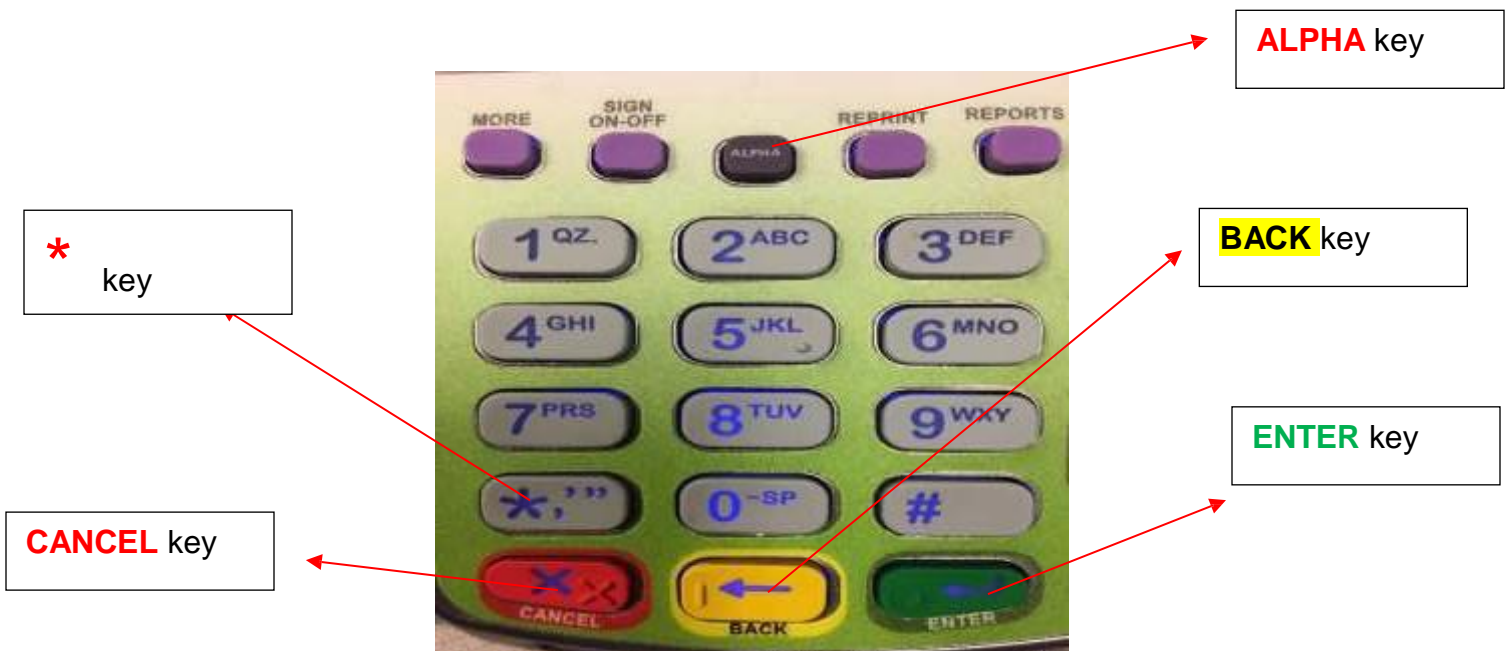 ALPHA key
MORE
SIGN
ON-OFF
ALPHA
REPRINT
REPORTS
*
key
BACK key
1 QZ.
2 ABC
3 DEF
4 GHI
5 JKL
6 MNO
7 PRS
8 TUV
9 WXY
ENTER key
*,'"
0 -SP
#
CANCEL key
CANCEL
BACK
ENTER